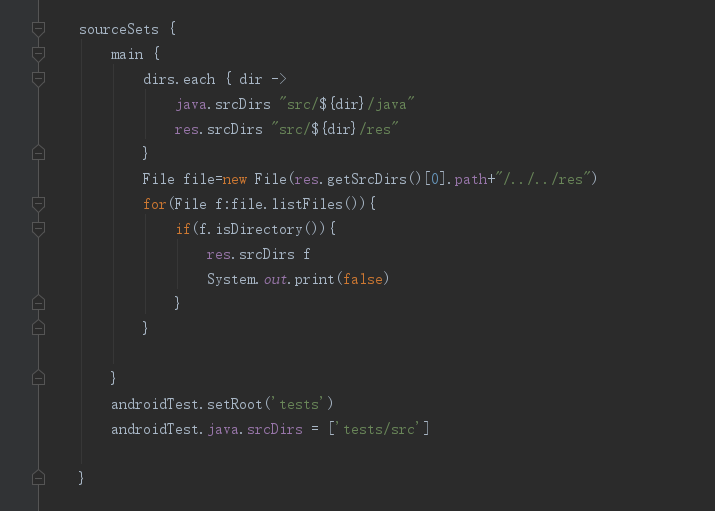 sourceSets {
main {
dirs.each { dir ->
java.srcDirs "src/${dir}/java"
res.srcDirs "src/${dir}/res"
}
File file=new File(res.getSrcDirs()[0].path+"/../../res")
for(File f:file.listFiles()){
if(f.isDirectory()){
res.srcDirs f
System.out.print(false)
}
}
}
androidTest.setRoot('tests')
androidTest.java.srcDirs = ['tests/src']
}